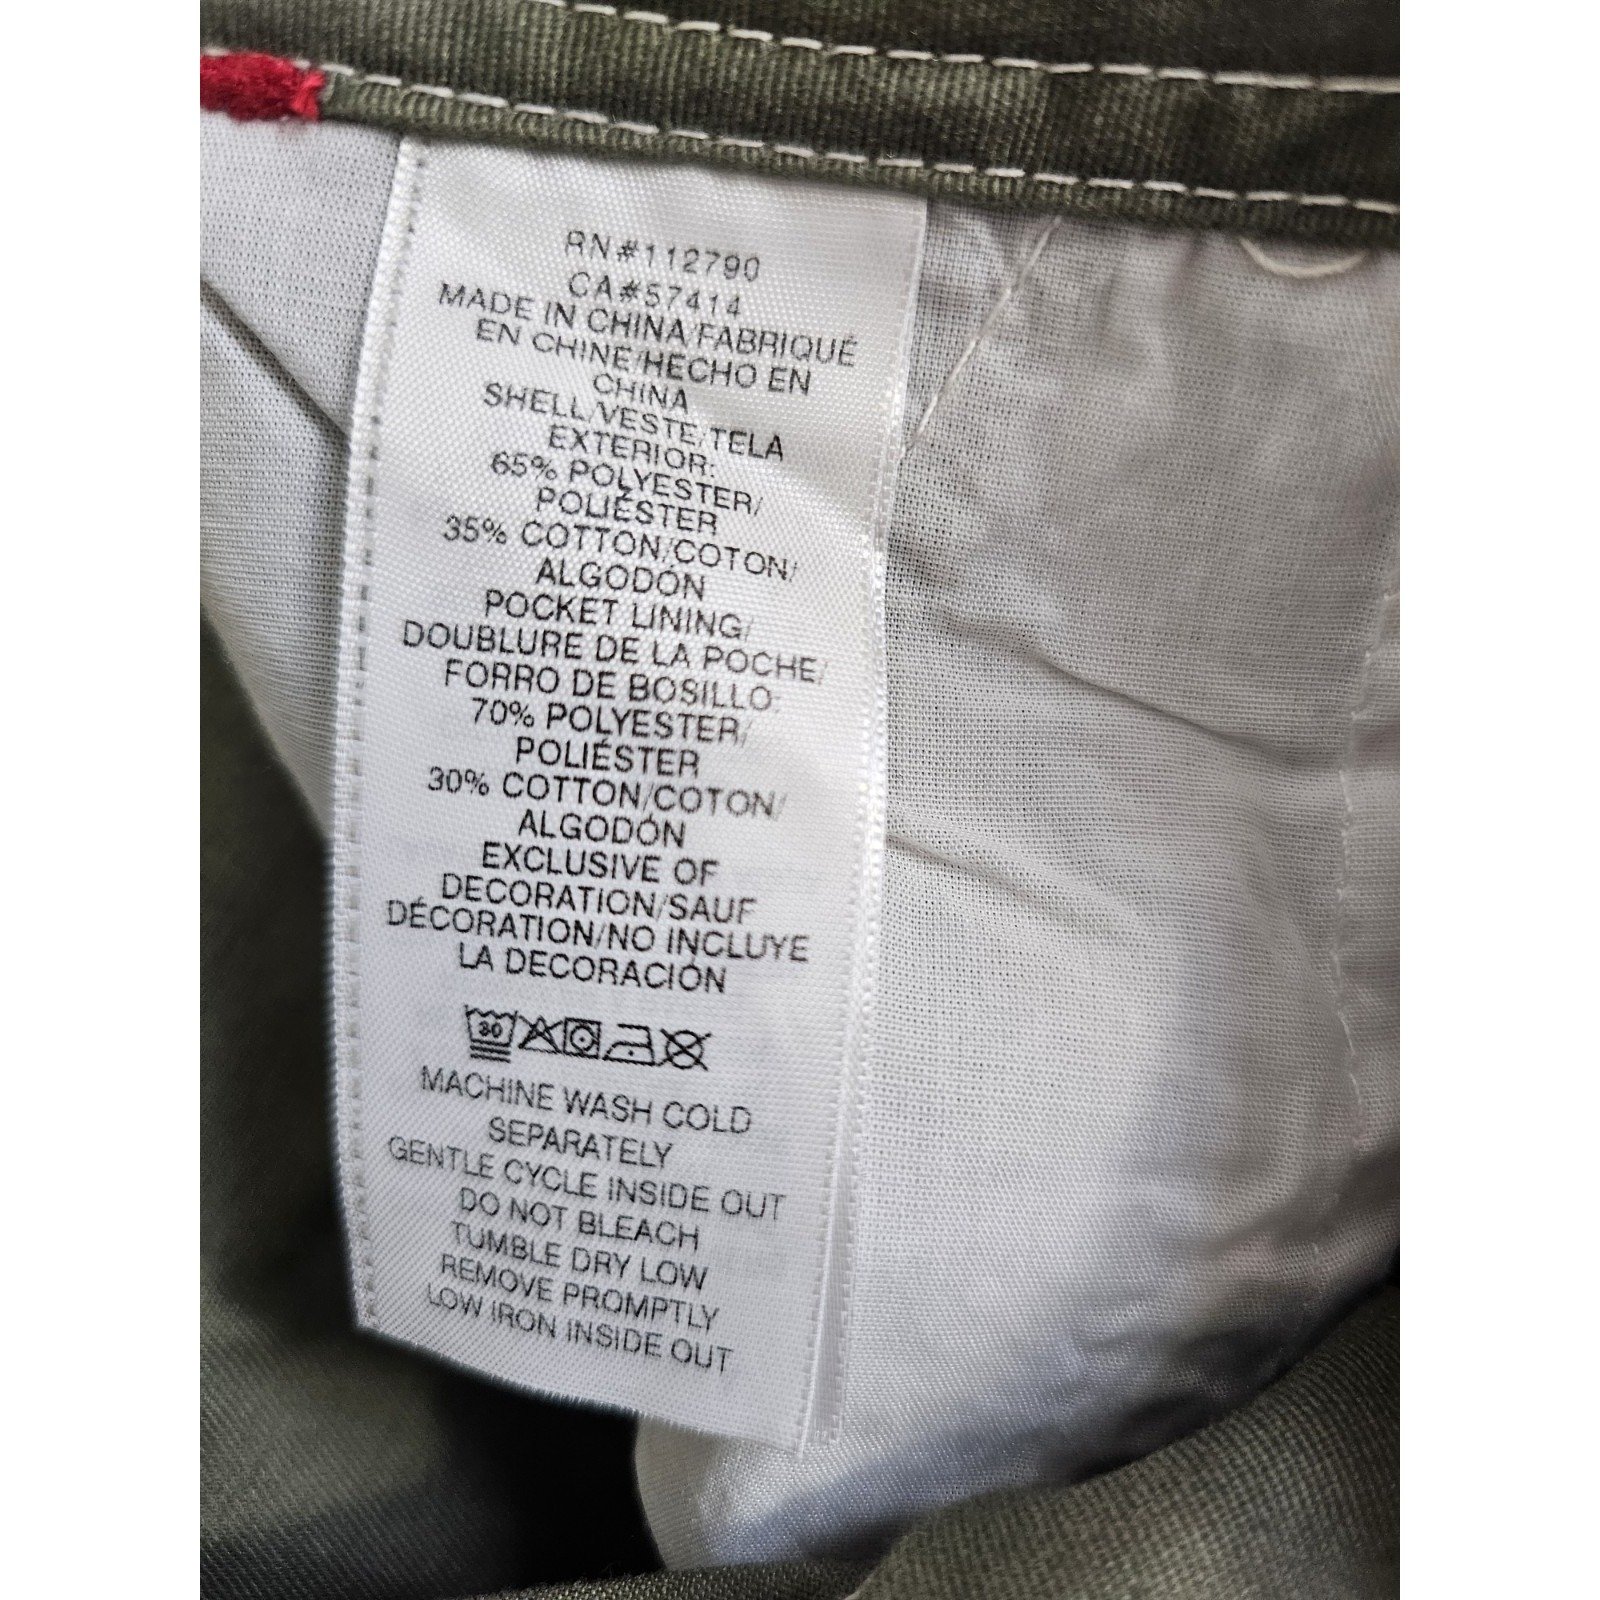 RN#112790
CA#57414
MADE IN CHINA/FABRIQUÉ
EN CHINE/HECHO EN
CHINA
SHELL/VESTE/TELA
EXTERIOR:
65% POLYESTER/
POLIÉSTER
35% COTTON/COTON/
ALGODÓN
POCKET LINING/
DOUBLURE DE LA POCHE/
FORRO DE BOSILLO:
70% POLYESTER/
POLIÉSTER
30% COTTON/COTON/
ALGODÓN
EXCLUSIVE OF
DECORATION/SAUF
DÉCORATION/NO INCLUYE
LA DECORACIÓN
30
MACHINE WASH COLD
SEPARATELY
GENTLE CYCLE INSIDE OUT
DO NOT BLEACH
TUMBLE DRY LOW
REMOVE PROMPTLY
LOW IRON INSIDE OUT